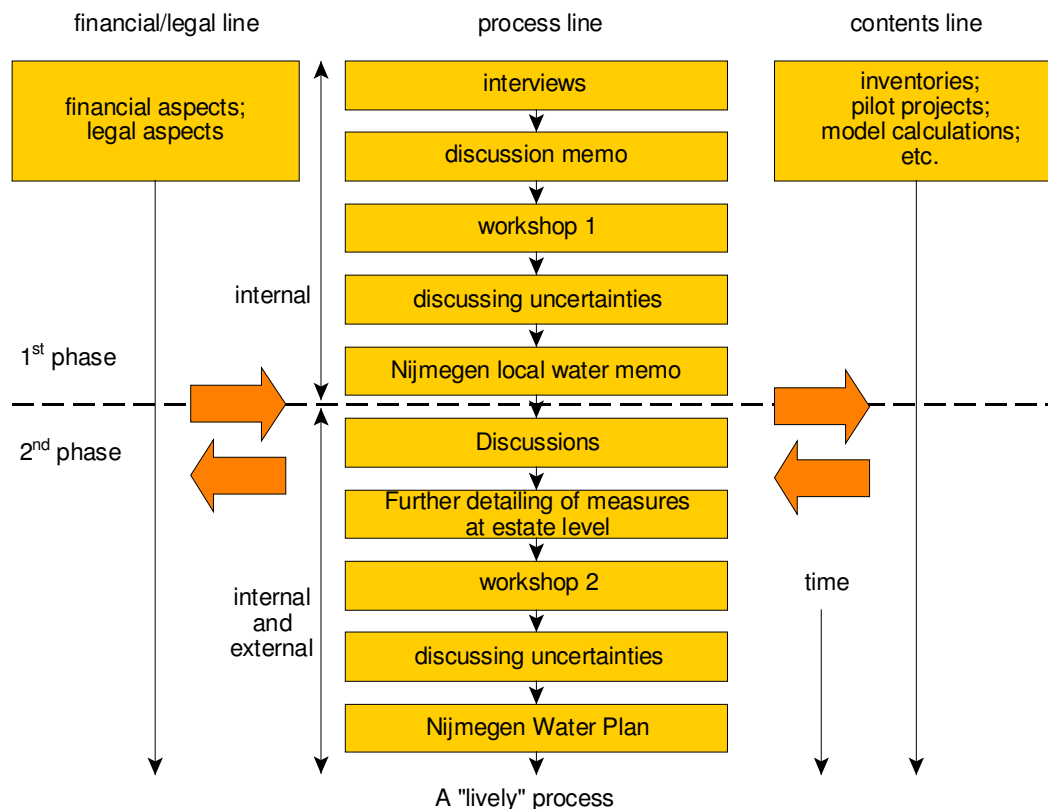 financial/legal line
process line
contents line
financial aspects;
legal aspects
interviews
inventories;
pilot projects;
model calculations;
etc.
discussion memo
workshop 1
internal
discussing uncertainties
1st phase
Nijmegen local water memo
2nd phase
Discussions
Further detailing of measures
at estate level
internal
and
external
workshop 2
time
discussing uncertainties
Nijmegen Water Plan
A "lively" process